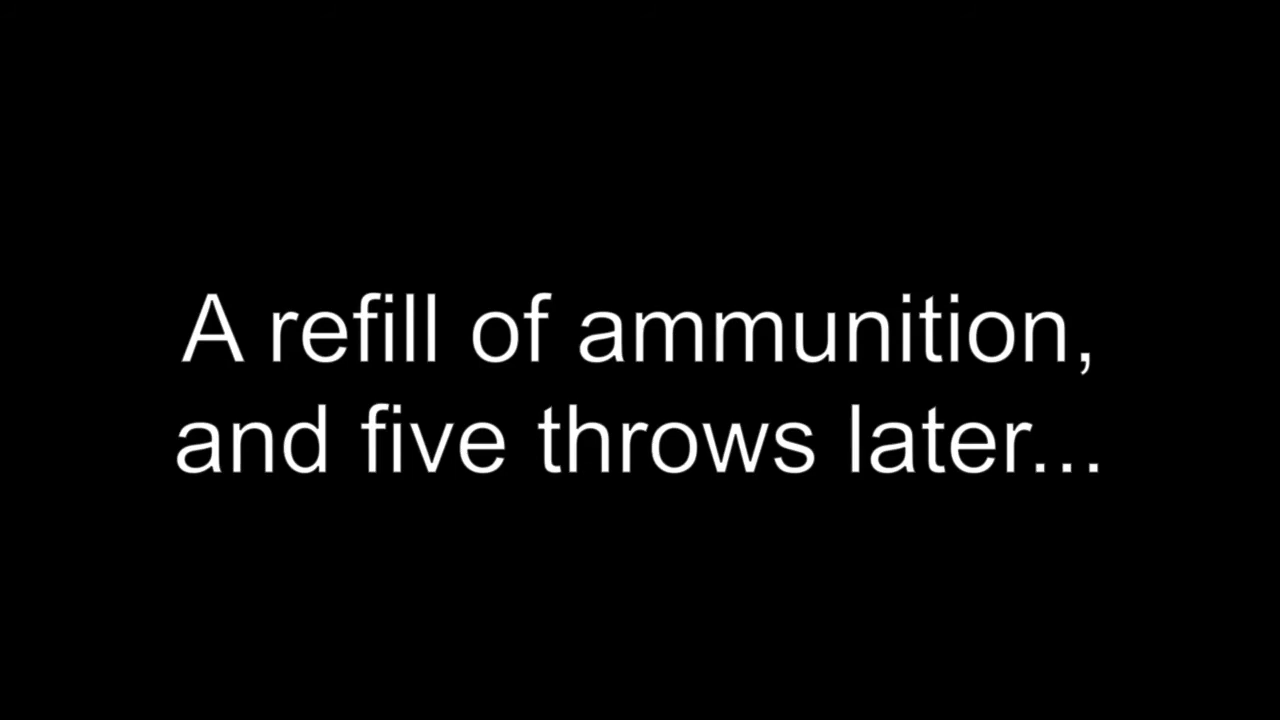 A refill of ammunition,
and five throws later...